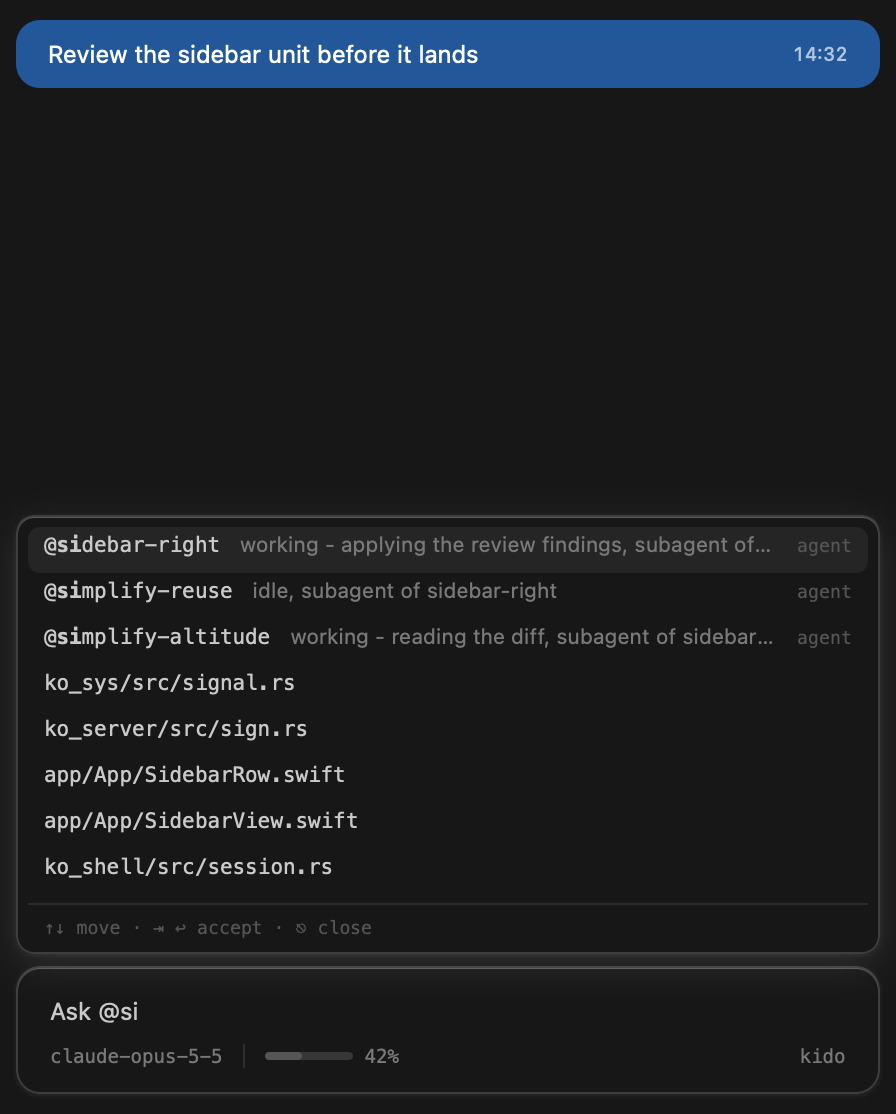 Review the sidebar unit before it lands 14:32
@sidebar-right working - applying the review findings, subagent of… agent
@simplify-reuse idle, subagent of sidebar-right agent
@simplify-altitude working - reading the diff, subagent of sidebar… agent
ko_sys/src/signal.rs
ko_server/src/sign.rs
app/App/SidebarRow.swift
app/App/SidebarView.swift
ko_shell/src/session.rs
↑↓ move · ⇥ ↩ accept · ⎋ close
Ask @si
claude-opus-5-5 42% kido